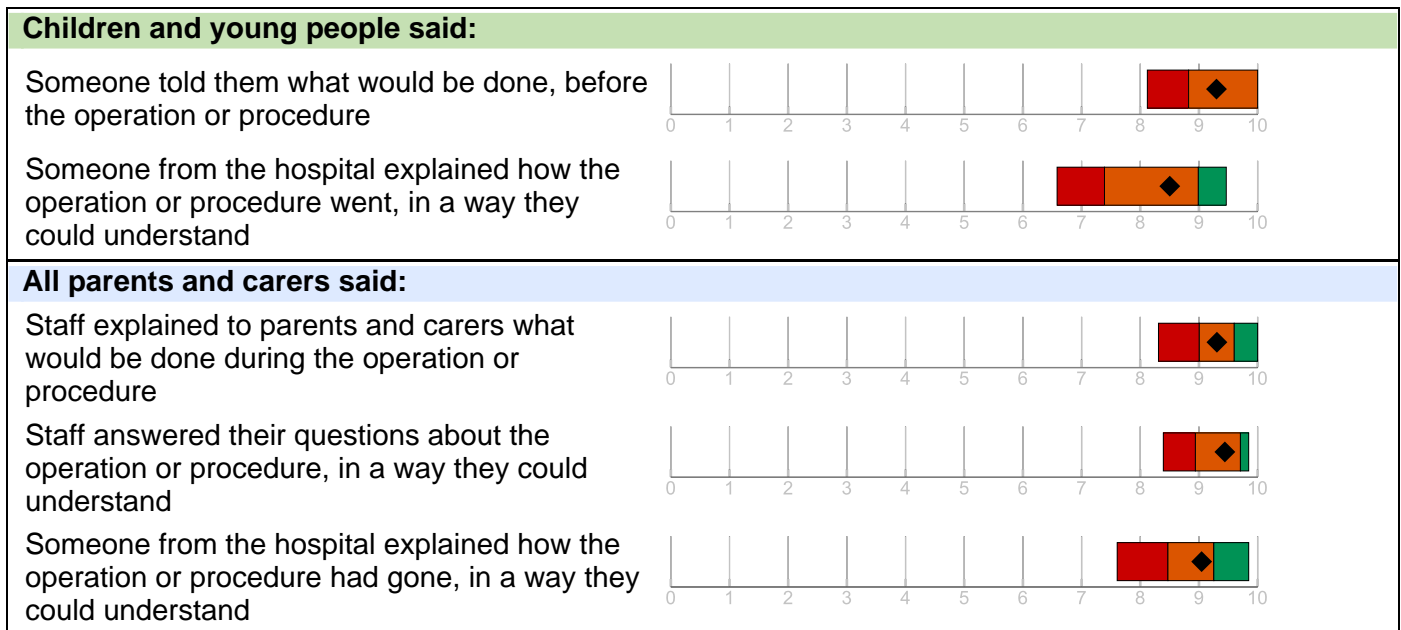 Children and young people said:
Someone told them what would be done, before
the operation or procedure
0 1 2 3 4 5 6 7 8 9 10
Someone from the hospital explained how the
operation or procedure went, in a way they
could understand
0 1 2 3 4 5 6 7 8 9 10
All parents and carers said:
Staff explained to parents and carers what
would be done during the operation or
procedure
0 1 2 3 4 5 6 7 8 9 10
Staff answered their questions about the
operation or procedure, in a way they could
understand
0 1 2 3 4 5 6 7 8 9 10
Someone from the hospital explained how the
operation or procedure had gone, in a way they
could understand
0 1 2 3 4 5 6 7 8 9 10